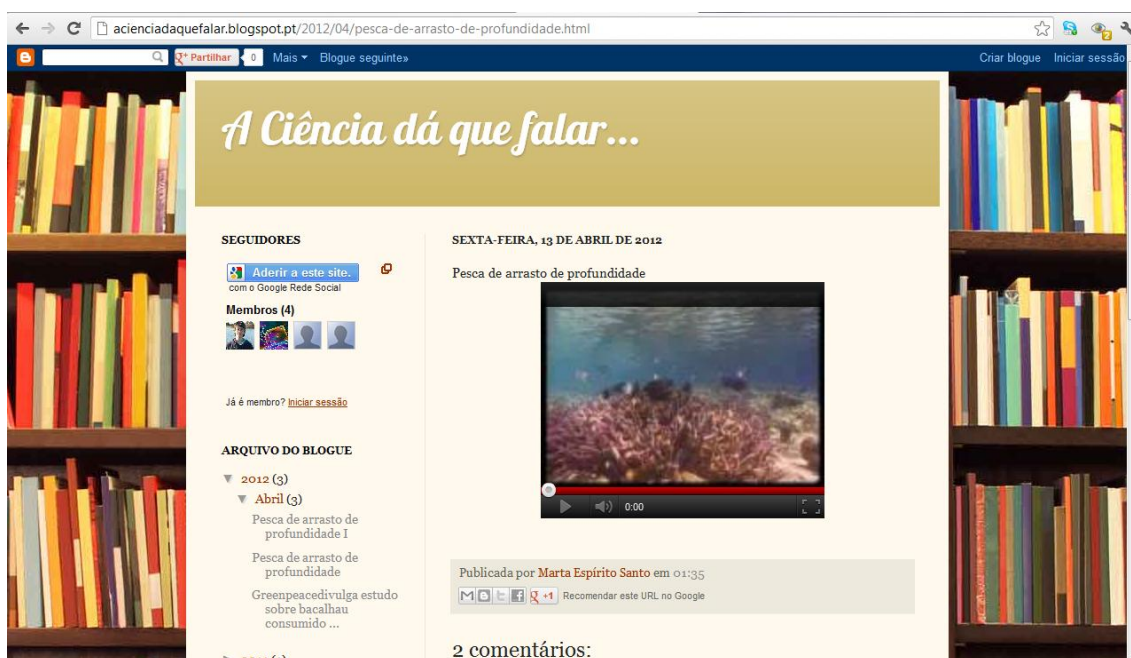 acienciadaquefalar.blogspot.pt/2012/04/pesca-de-arrasto-de-profundidade.html
Partilhar 0 Mais Blogue seguinte» Criar blogue Iniciar sessão
A Ciência dá que falar...
SEGUIDORES
Aderir a este site.
com o Google Rede Social
Membros (4)
Já é membro? Iniciar sessão
ARQUIVO DO BLOGUE
▼ 2012 (3)
▼ Abril (3)
Pesca de arrasto de
profundidade I
Pesca de arrasto de
profundidade
Greenpeacedivulga estudo
sobre bacalhau
consumido ...
SEXTA-FEIRA, 13 DE ABRIL DE 2012
Pesca de arrasto de profundidade
0:00
Publicada por Marta Espírito Santo em 01:35
+1 Recomendar este URL no Google
2 comentários: